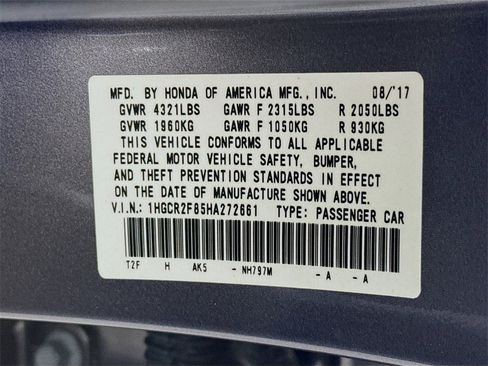 MFD. BY HONDA OF AMERICA MFG., INC. 08/'17
GVWR 4321LBS GAWR F 2315LBS R 2050LBS
GVWR 1960KG GAWR F 1050KG R 930KG
THIS VEHICLE CONFORMS TO ALL APPLICABLE
FEDERAL MOTOR VEHICLE SAFETY, BUMPER,
AND THEFT PREVENTION STANDARDS IN EFFECT
ON THE DATE OF MANUFACTURE SHOWN ABOVE.
V.I.N.: 1HGCR2F85HA272661 TYPE: PASSENGER CAR
T2F H AK5 - NH797M - A - A